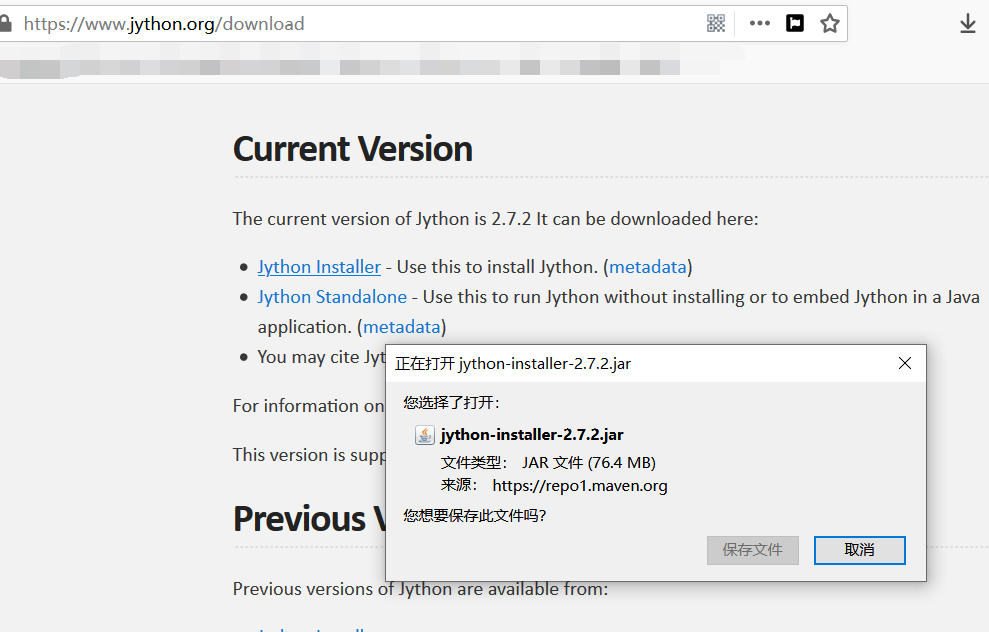 https://www.jython.org/download
Current Version
The current version of Jython is 2.7.2 It can be downloaded here:
Jython Installer - Use this to install Jython. (metadata)
Jython Standalone - Use this to run Jython without installing or to embed Jython in a Java
application. (metadata)
You may cite Jyt
For information on
This version is supp
Previous V
Previous versions of Jython are available from:
正在打开 jython-installer-2.7.2.jar
您选择了打开：
jython-installer-2.7.2.jar
文件类型： JAR 文件 (76.4 MB)
来源： https://repo1.maven.org
您想要保存此文件吗?
保存文件 取消